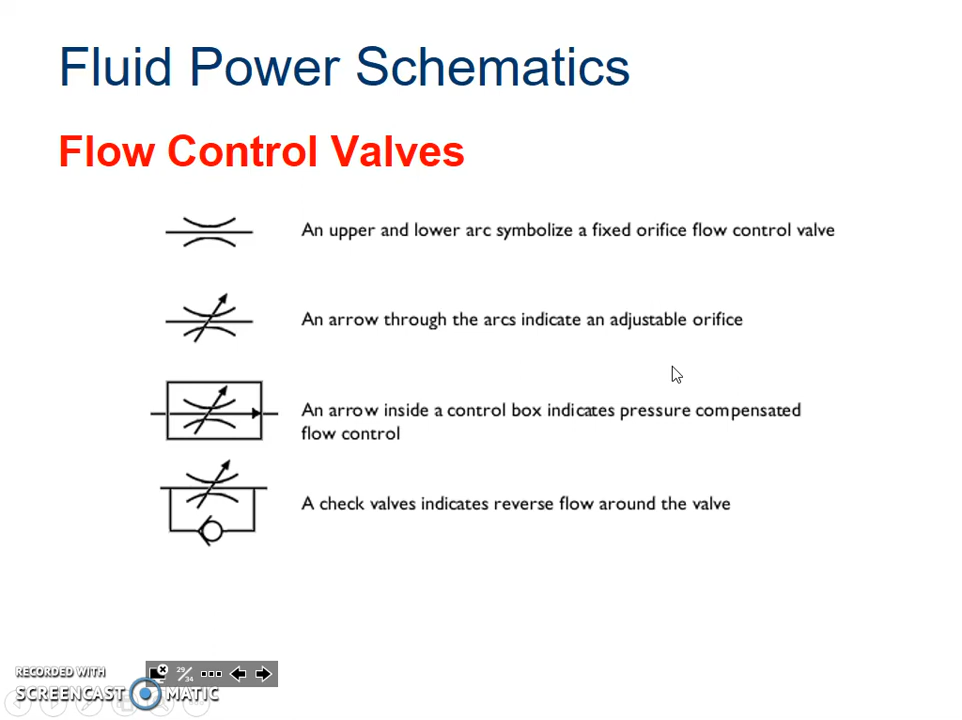 Fluid Power Schematics
Flow Control Valves
An upper and lower arc symbolize a fixed orifice flow control valve
An arrow through the arcs indicate an adjustable orifice
An arrow inside a control box indicates pressure compensated
flow control
A check valves indicates reverse flow around the valve
RECORDED WITH
SCREENCAST MATIC
29/34